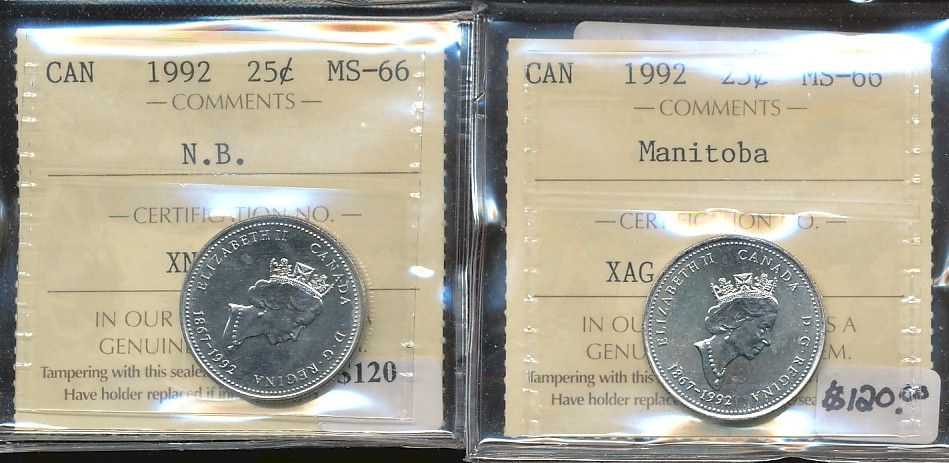 CAN 1992 25¢ MS-66
— COMMENTS —
N.B.
— CERTIFICATION NO. —
XN
IN OUR
GENUIN
Tampering with this seale
Have holder replaced if
$120
ELIZABETH II CANADA D·G·REGINA
1867-1992
CAN 1992 25¢ MS-66
— COMMENTS —
Manitoba
— CERTIFICATION NO. —
XAG
IN OU S A
GENU M.
Tampering with this
Have holder replac
$120.00
ELIZABETH II CANADA D·G·REGINA
1867-1992